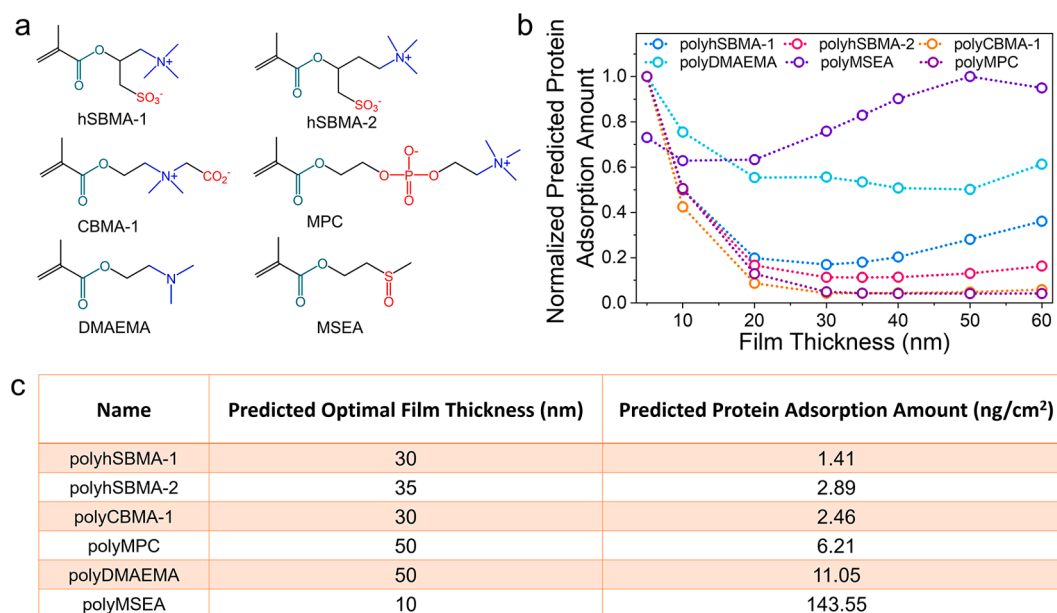 a
O
O
N+
SO3-
hSBMA-1
O
O
N+
SO3-
hSBMA-2
O
O
N+
CO2-
CBMA-1
O
O
O
O-
P
O
O
N+
MPC
O
O
N
DMAEMA
O
O
S
O
MSEA
b
Normalized Predicted Protein
Adsorption Amount
polyhSBMA-1 polyhSBMA-2 polyCBMA-1
polyDMAEMA polyMSEA polyMPC
1.0
0.8
0.6
0.4
0.2
0.0
10 20 30 40 50 60
Film Thickness (nm)
c
Name Predicted Optimal Film Thickness (nm) Predicted Protein Adsorption Amount (ng/cm²)
polyhSBMA-1 30 1.41
polyhSBMA-2 35 2.89
polyCBMA-1 30 2.46
polyMPC 50 6.21
polyDMAEMA 50 11.05
polyMSEA 10 143.55